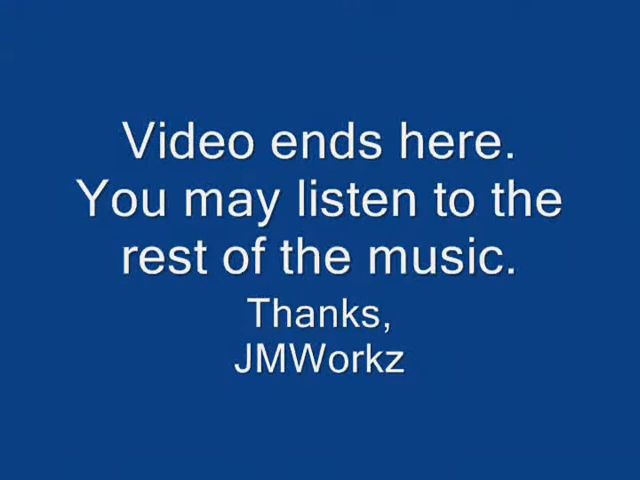 Video ends here.
You may listen to the
rest of the music.
Thanks,
JMWorkz